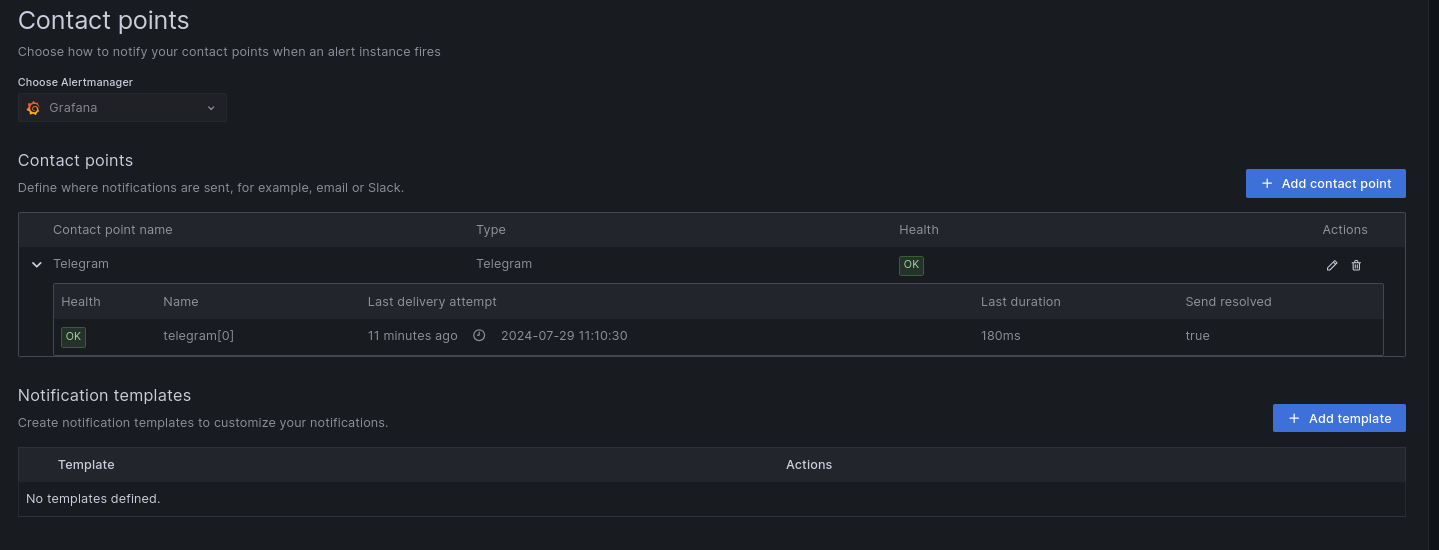 Contact points
Choose how to notify your contact points when an alert instance fires
Choose Alertmanager
Grafana
Contact points
Define where notifications are sent, for example, email or Slack.
+ Add contact point
Contact point name Type Health Actions
Telegram Telegram OK
Health Name Last delivery attempt Last duration Send resolved
OK telegram[0] 11 minutes ago 2024-07-29 11:10:30 180ms true
Notification templates
Create notification templates to customize your notifications.
+ Add template
Template Actions
No templates defined.